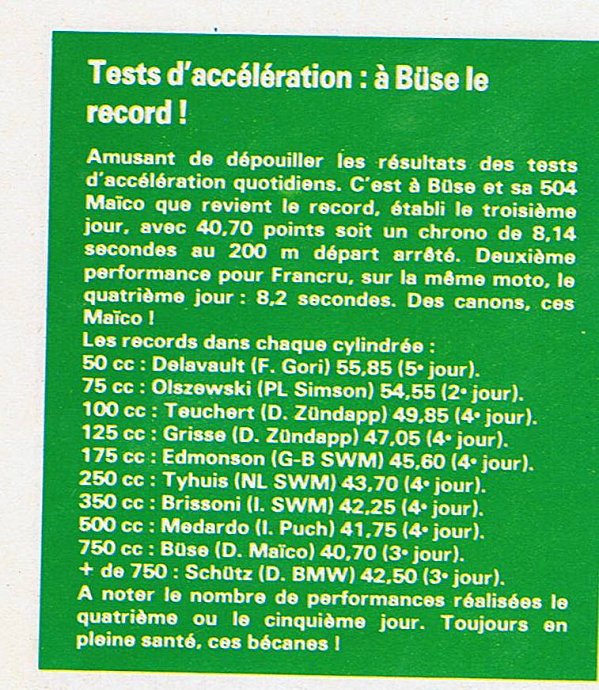 Tests d'accélération : à Büse le
record !
Amusant de dépouiller les résultats des tests
d'accélération quotidiens. C'est à Büse et sa 504
Maïco que revient le record, établi le troisième
jour, avec 40,70 points soit un chrono de 8,14
secondes au 200 m départ arrêté. Deuxième
performance pour Francru, sur la même moto, le
quatrième jour : 8,2 secondes. Des canons, ces
Maïco !
Les records dans chaque cylindrée :
50 cc : Delavault (F. Gori) 55,85 (5e jour).
75 cc : Olszewski (PL Simson) 54,55 (2e jour).
100 cc : Teuchert (D. Zündapp) 49,85 (4e jour).
125 cc : Grisse (D. Zündapp) 47,05 (4e jour).
175 cc : Edmonson (G-B SWM) 45,60 (4e jour).
250 cc : Tyhuis (NL SWM) 43,70 (4e jour).
350 cc : Brissoni (I. SWM) 42,25 (4e jour).
500 cc : Medardo (I. Puch) 41,75 (4e jour).
750 cc : Büse (D. Maïco) 40,70 (3e jour).
+ de 750 : Schütz (D. BMW) 42,50 (3e jour).
A noter le nombre de performances réalisées le
quatrième ou le cinquième jour. Toujours en
pleine santé, ces bécanes !